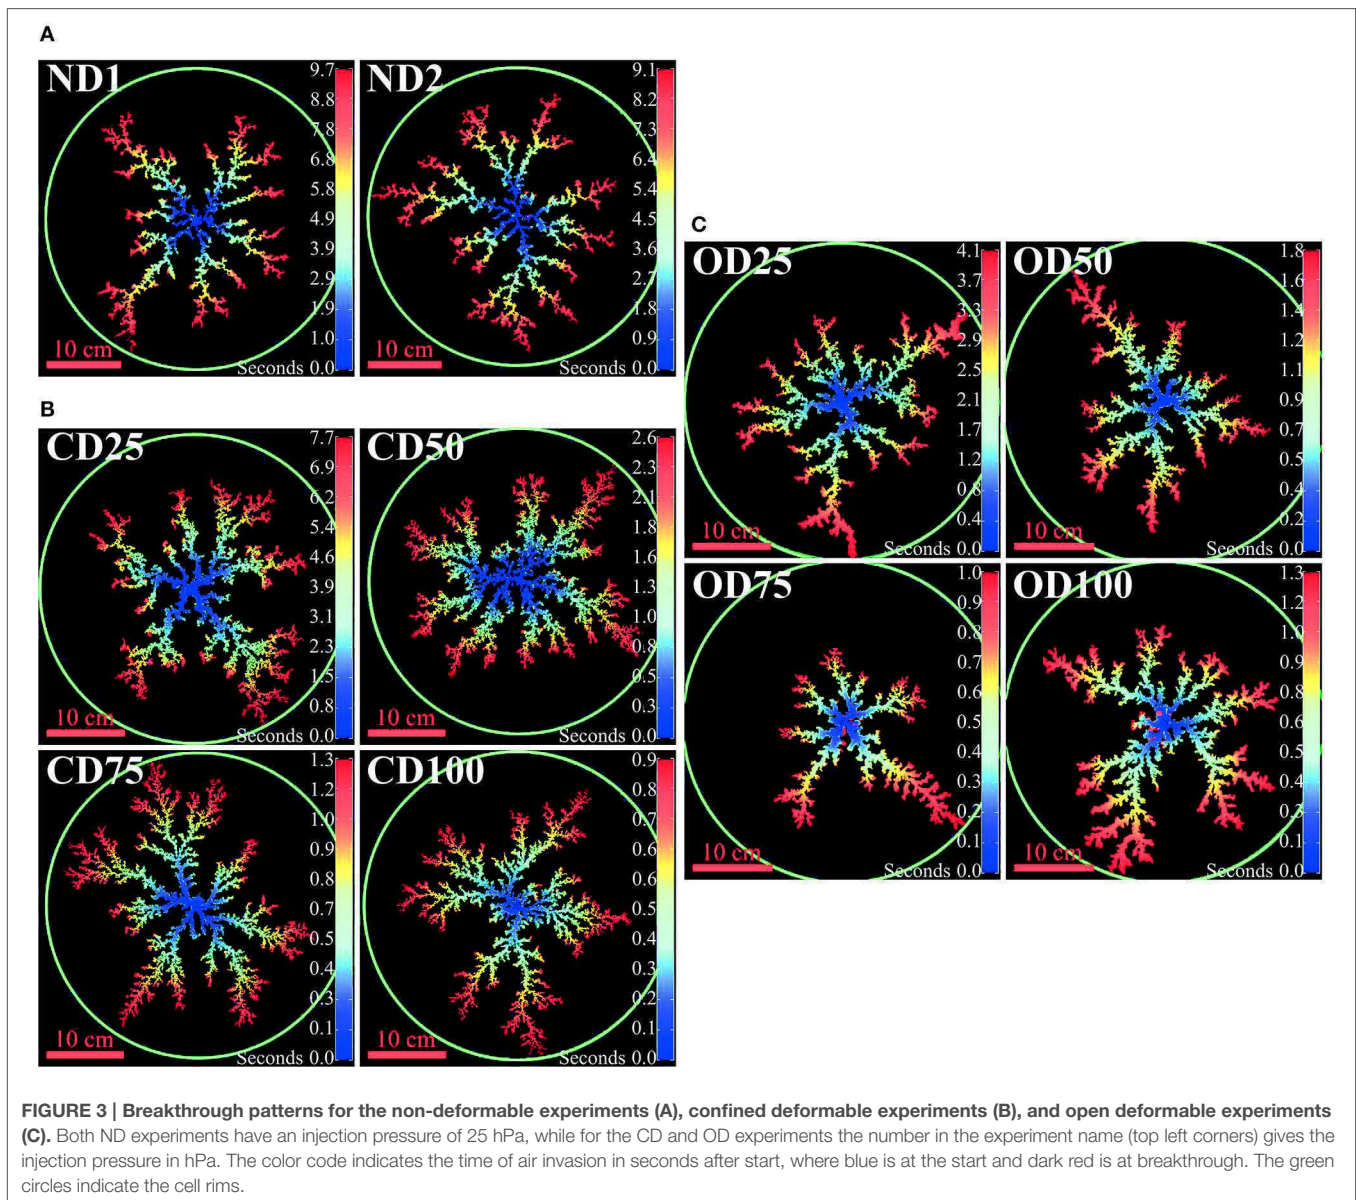 A
ND1
9.7
8.8
7.8
6.8
5.8
4.9
3.9
2.9
1.9
1.0
Seconds 0.0
10 cm
ND2
9.1
8.2
7.3
6.4
5.4
4.5
3.6
2.7
1.8
0.9
Seconds 0.0
10 cm
B
CD25
7.7
6.9
6.2
5.4
4.6
3.9
3.1
2.3
1.5
0.8
Seconds 0.0
10 cm
CD50
2.6
2.3
2.1
1.8
1.6
1.3
1.0
0.8
0.5
0.3
Seconds 0.0
10 cm
CD75
1.3
1.2
1.0
0.9
0.8
0.7
0.5
0.4
0.3
0.1
Seconds 0.0
10 cm
CD100
0.9
0.8
0.7
0.6
0.6
0.5
0.4
0.3
0.2
0.1
Seconds 0.0
10 cm
C
OD25
4.1
3.7
3.3
2.9
2.5
2.1
1.7
1.2
0.8
0.4
Seconds 0.0
10 cm
OD50
1.8
1.6
1.4
1.2
1.1
0.9
0.7
0.5
0.4
0.2
Seconds 0.0
10 cm
OD75
1.0
0.9
0.8
0.7
0.6
0.5
0.4
0.3
0.2
0.1
Seconds 0.0
10 cm
OD100
1.3
1.2
1.0
0.9
0.8
0.6
0.5
0.4
0.3
0.1
Seconds 0.0
10 cm
FIGURE 3 | Breakthrough patterns for the non-deformable experiments (A), confined deformable experiments (B), and open deformable experiments
(C). Both ND experiments have an injection pressure of 25 hPa, while for the CD and OD experiments the number in the experiment name (top left corners) gives the
injection pressure in hPa. The color code indicates the time of air invasion in seconds after start, where blue is at the start and dark red is at breakthrough. The green
circles indicate the cell rims.